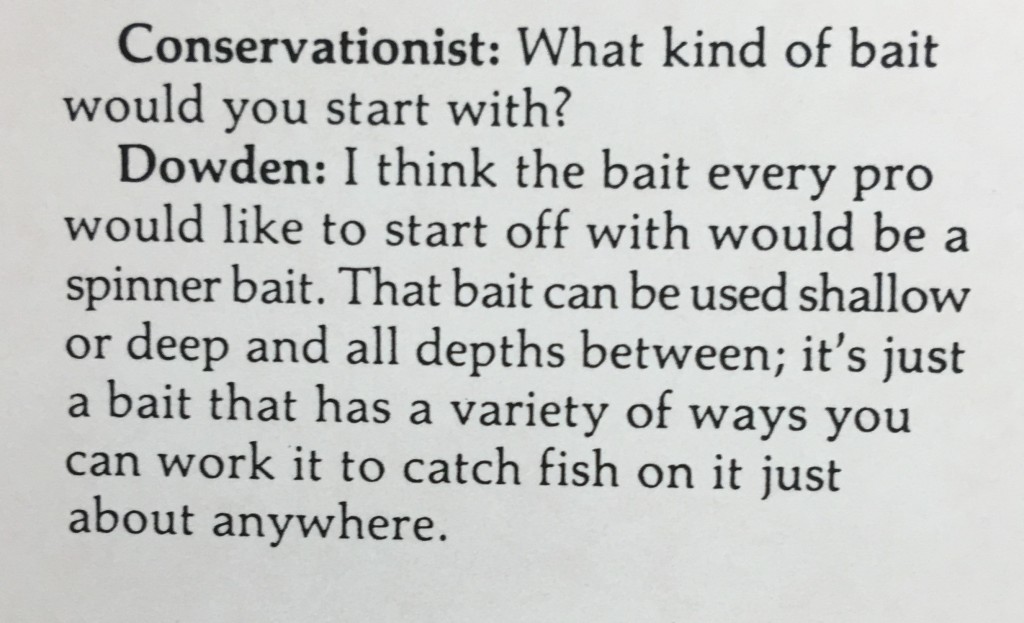 Conservationist: What kind of bait
would you start with?
Dowden: I think the bait every pro
would like to start off with would be a
spinner bait. That bait can be used shallow
or deep and all depths between; it's just
a bait that has a variety of ways you
can work it to catch fish on it just
about anywhere.